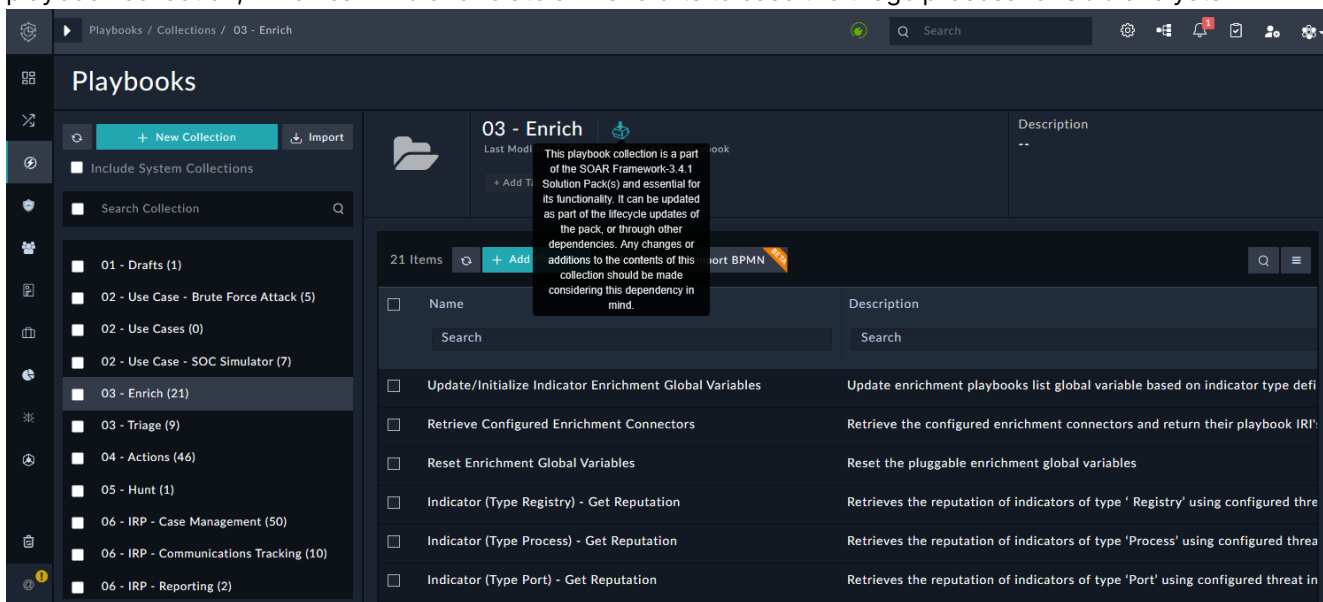 Playbooks / Collections / 03 - Enrich
Search
1
Playbooks
+ New Collection
Import
Include System Collections
Search Collection
01 - Drafts (1)
02 - Use Case - Brute Force Attack (5)
02 - Use Cases (0)
02 - Use Case - SOC Simulator (7)
03 - Enrich (21)
03 - Triage (9)
04 - Actions (46)
05 - Hunt (1)
06 - IRP - Case Management (50)
06 - IRP - Communications Tracking (10)
06 - IRP - Reporting (2)
03 - Enrich
Last Modi
+ Add Ta
This playbook collection is a part
of the SOAR Framework-3.4.1
Solution Pack(s) and essential for
its functionality. It can be updated
as part of the lifecycle updates of
the pack, or through other
dependencies. Any changes or
additions to the contents of this
collection should be made
considering this dependency in
mind.
Description
--
21 Items
+ Add
port BPMN
BETA
Name
Description
Search
Search
Update/Initialize Indicator Enrichment Global Variables
Update enrichment playbooks list global variable based on indicator type defi
Retrieve Configured Enrichment Connectors
Retrieve the configured enrichment connectors and return their playbook IRI's
Reset Enrichment Global Variables
Reset the pluggable enrichment global variables
Indicator (Type Registry) - Get Reputation
Retrieves the reputation of indicators of type ' Registry' using configured thre
Indicator (Type Process) - Get Reputation
Retrieves the reputation of indicators of type 'Process' using configured threa
Indicator (Type Port) - Get Reputation
Retrieves the reputation of indicators of type 'Port' using configured threat in